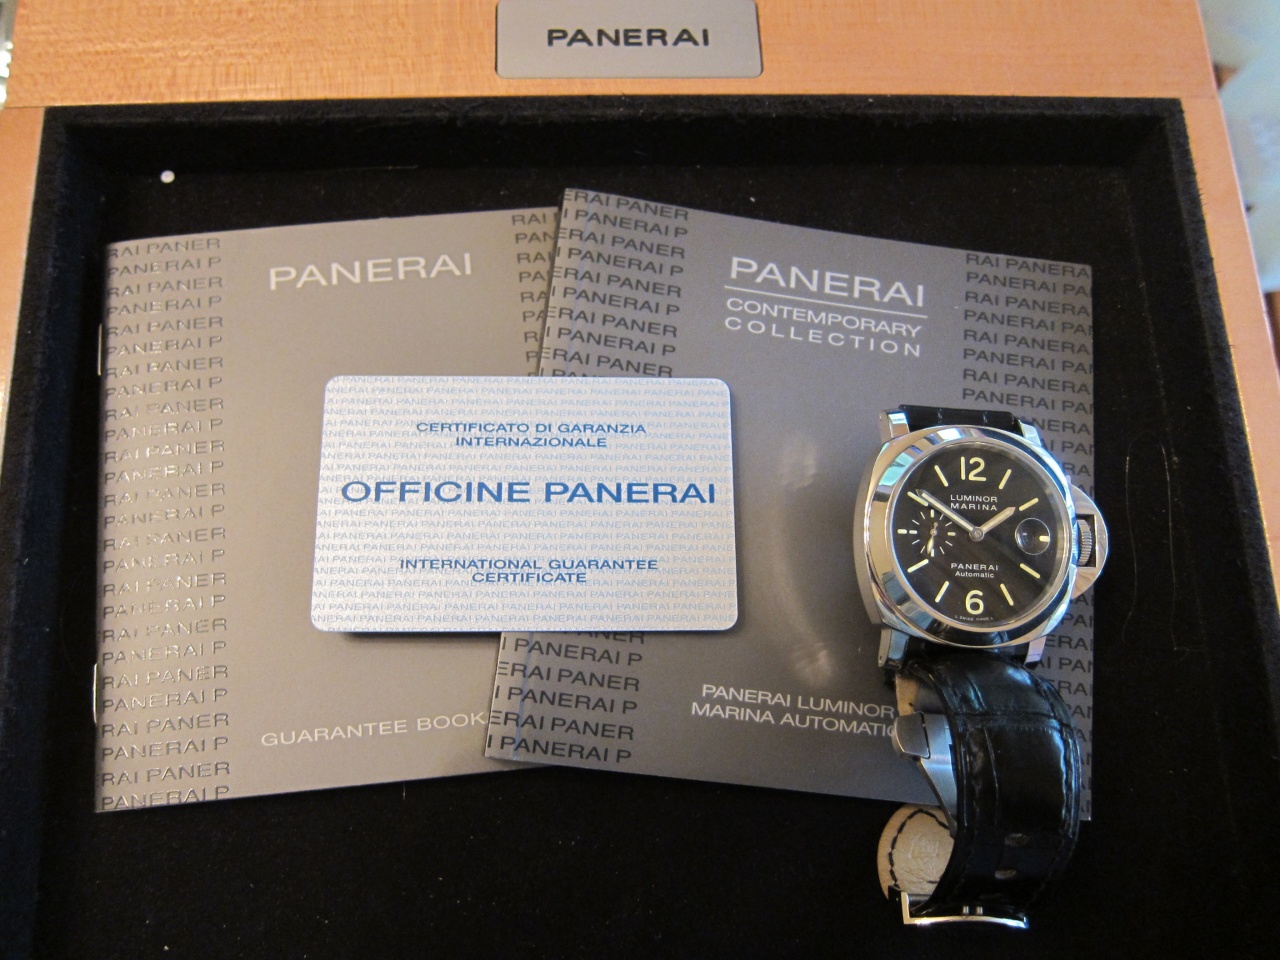 PANERAI
PANERAI
GUARANTEE BOOK
PANERAI
CONTEMPORARY
COLLECTION
PANERAI LUMINOR
MARINA AUTOMATIC
CERTIFICATO DI GARANZIA
INTERNAZIONALE
OFFICINE PANERAI
INTERNATIONAL GUARANTEE
CERTIFICATE
12
LUMINOR
MARINA
PANERAI
Automatic
6